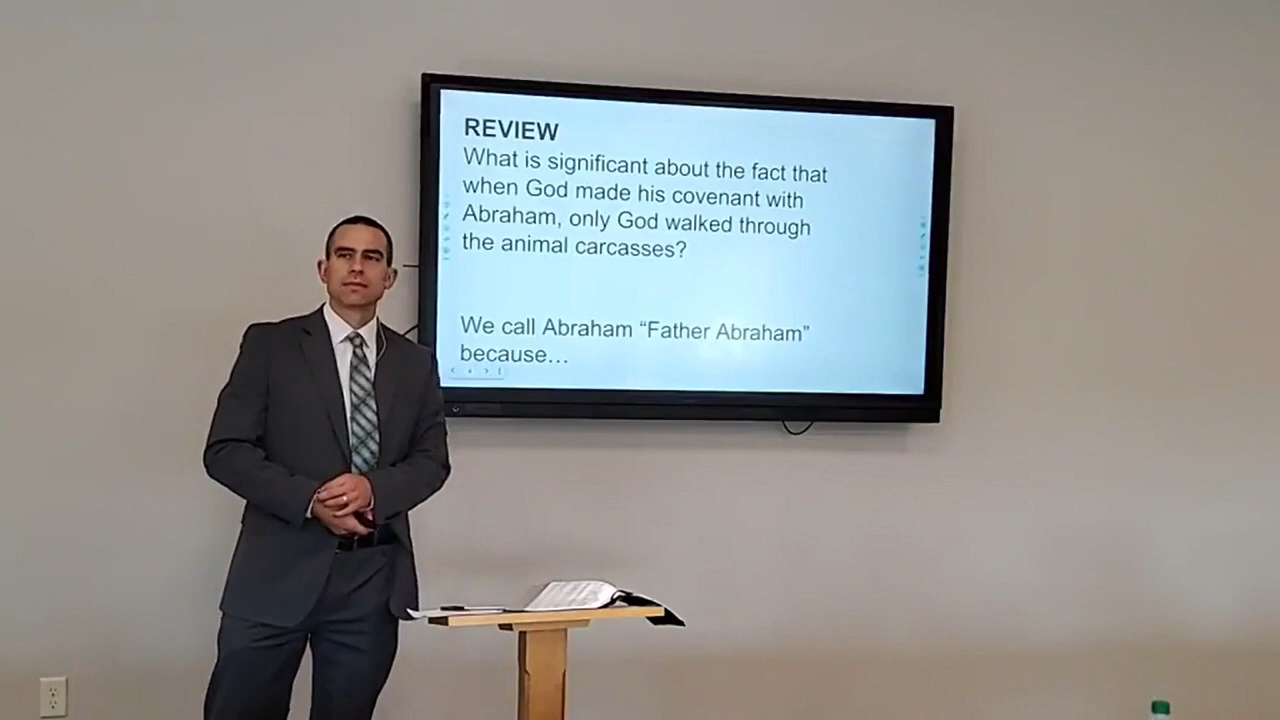 REVIEW
What is significant about the fact that
when God made his covenant with
Abraham, only God walked through
the animal carcasses?
We call Abraham “Father Abraham”
because…